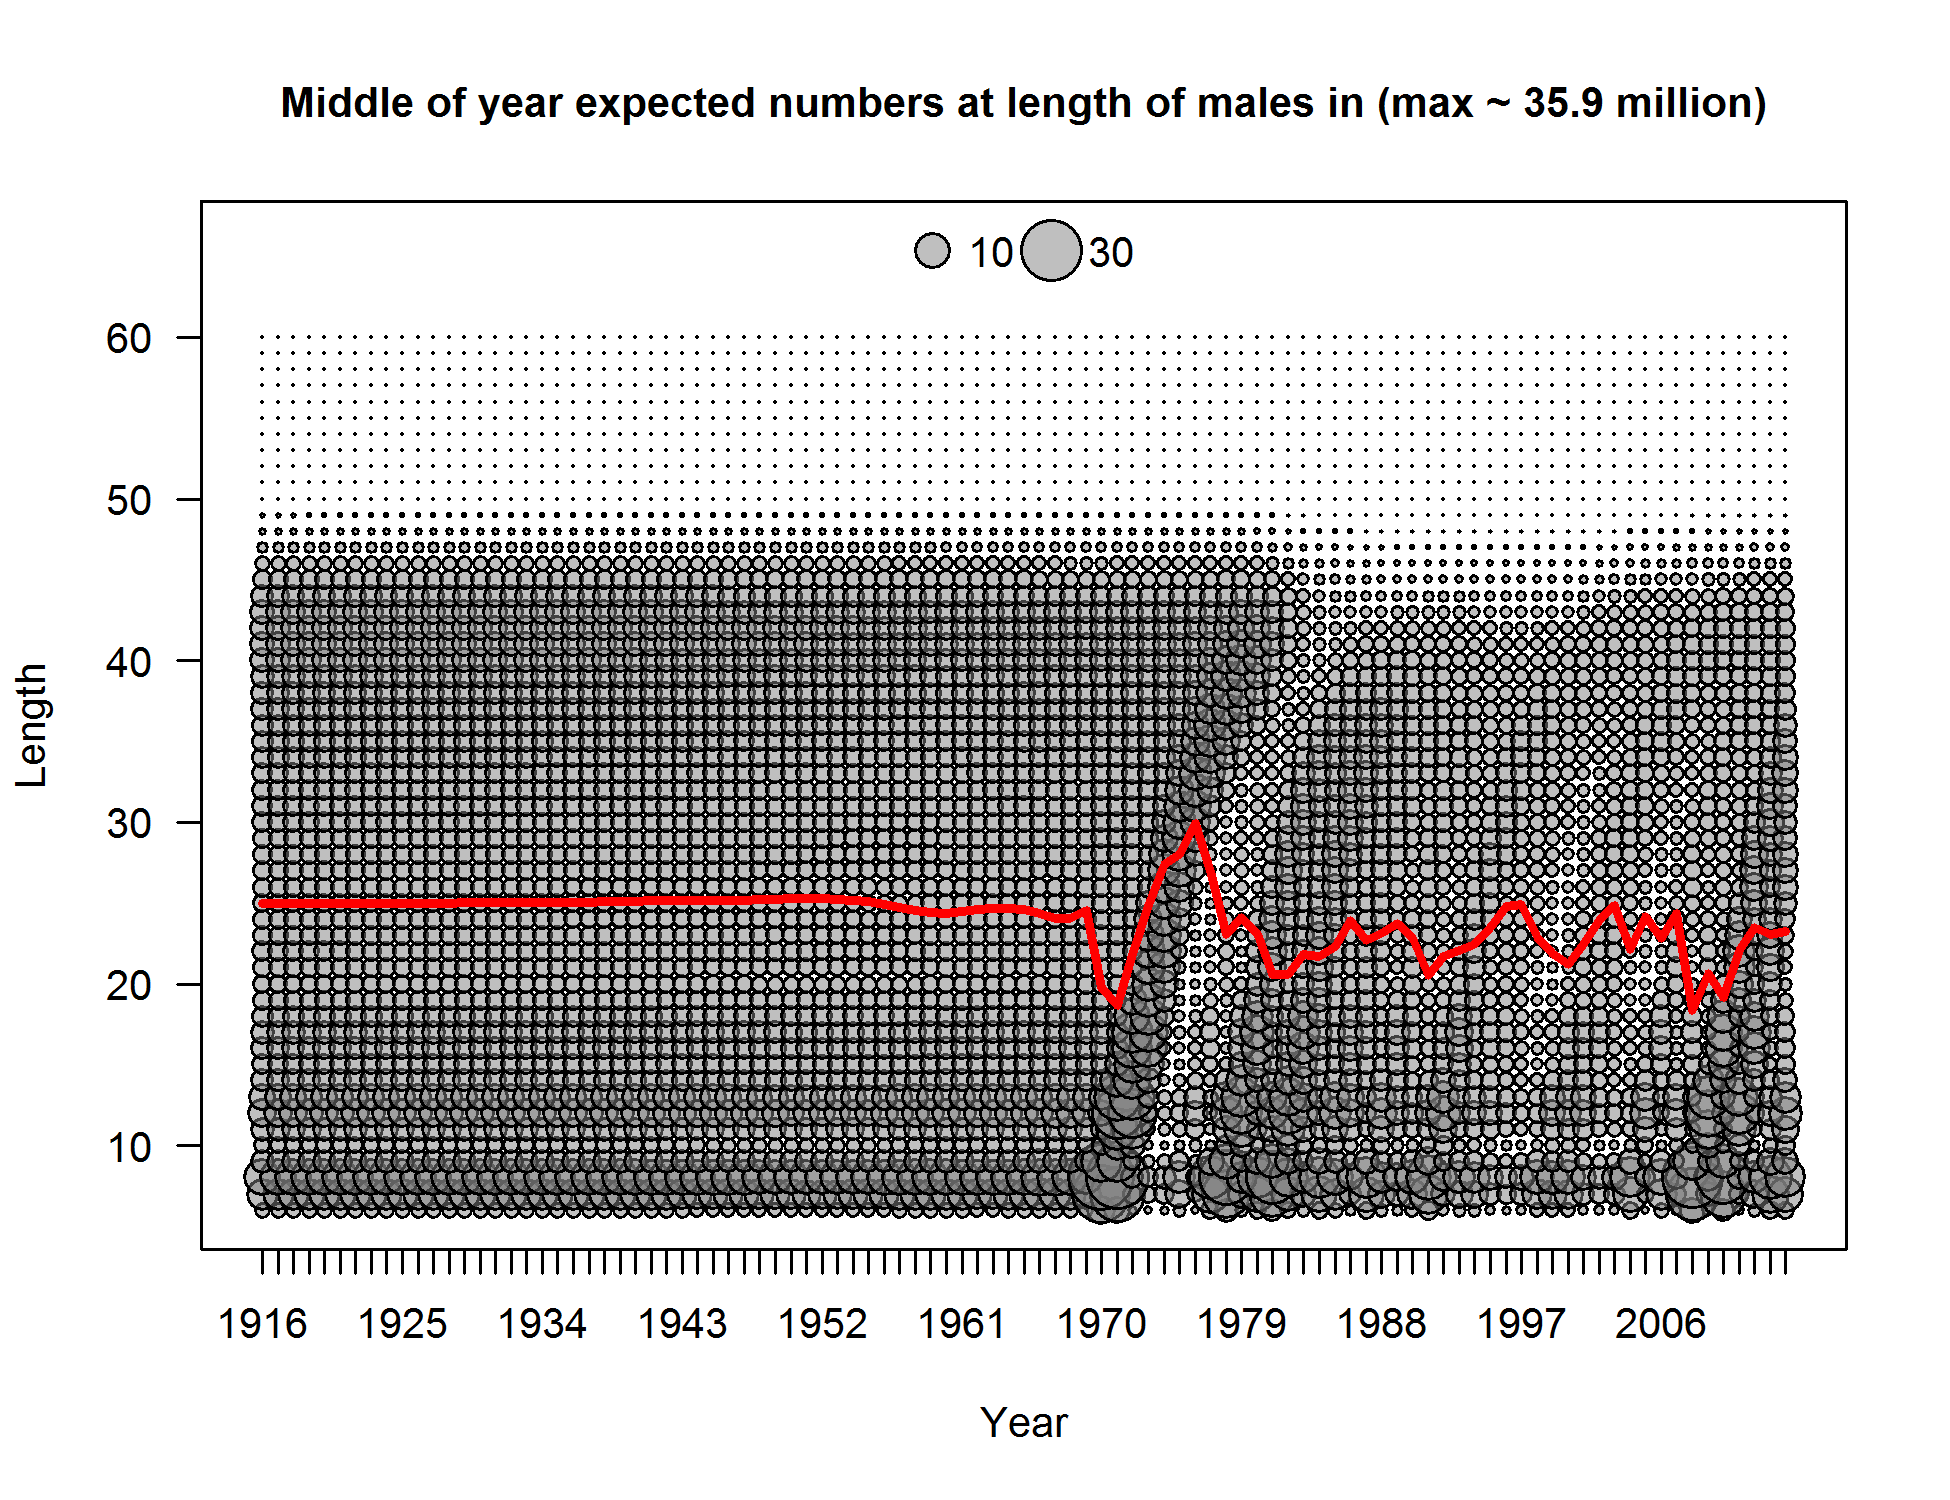 Middle of year expected numbers at length of males in (max ~ 35.9 million)
10 30
60
50
40
30
20
10
Length
1916 1925 1934 1943 1952 1961 1970 1979 1988 1997 2006
Year